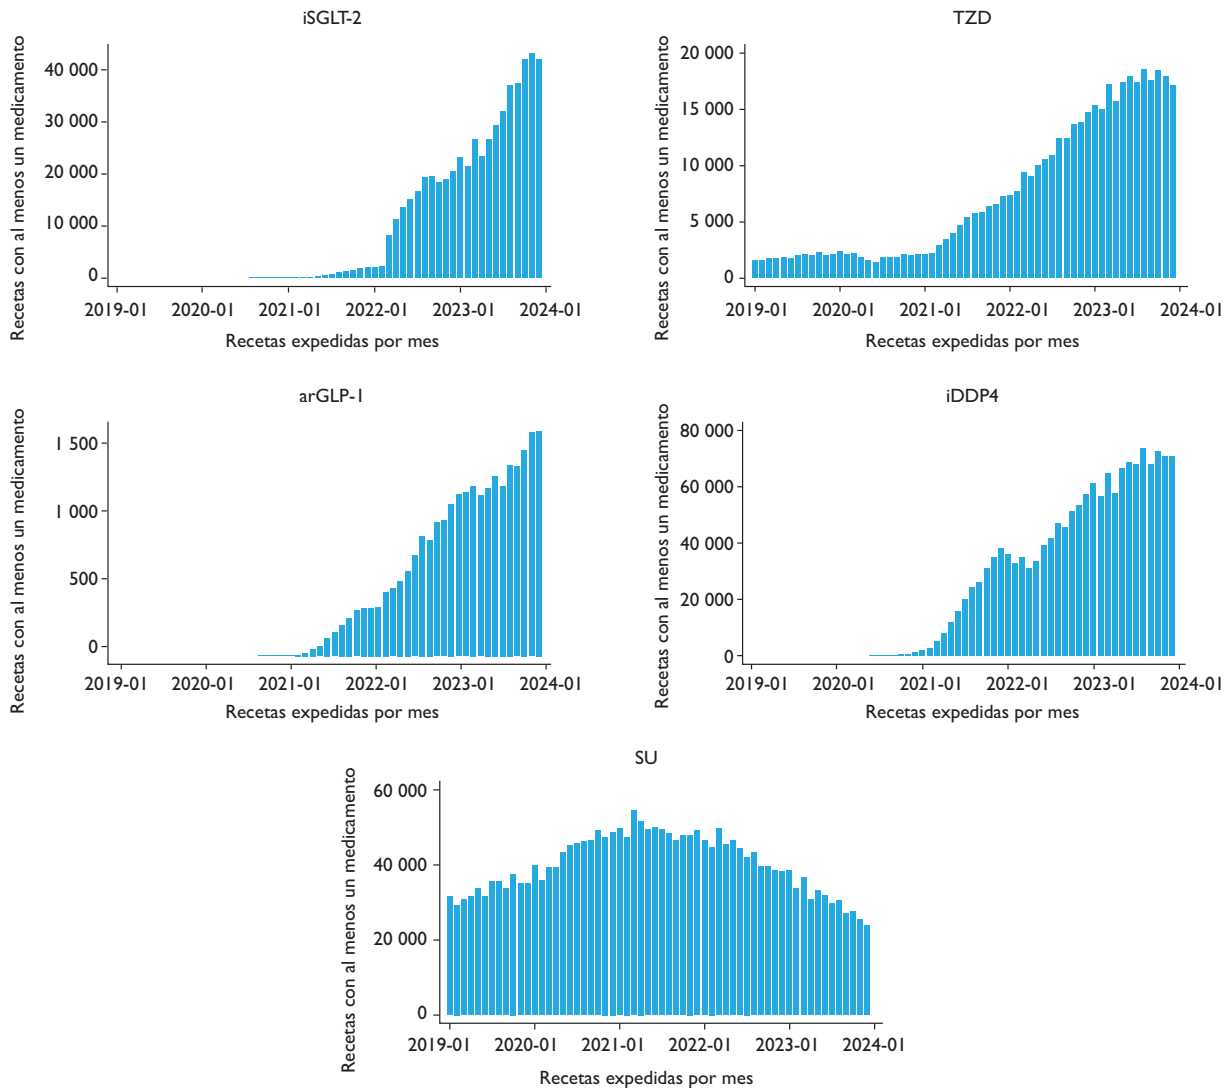 iSGLT-2
Recetas con al menos un medicamento
40 000
30 000
20 000
10 000
0
2019-01 2020-01 2021-01 2022-01 2023-01 2024-01
Recetas expedidas por mes
TZD
Recetas con al menos un medicamento
20 000
15 000
10 000
5 000
0
2019-01 2020-01 2021-01 2022-01 2023-01 2024-01
Recetas expedidas por mes
arGLP-1
Recetas con al menos un medicamento
1 500
1 000
500
0
2019-01 2020-01 2021-01 2022-01 2023-01 2024-01
Recetas expedidas por mes
iDDP4
Recetas con al menos un medicamento
80 000
60 000
40 000
20 000
0
2019-01 2020-01 2021-01 2022-01 2023-01 2024-01
Recetas expedidas por mes
SU
Recetas con al menos un medicamento
60 000
40 000
20 000
0
2019-01 2020-01 2021-01 2022-01 2023-01 2024-01
Recetas expedidas por mes